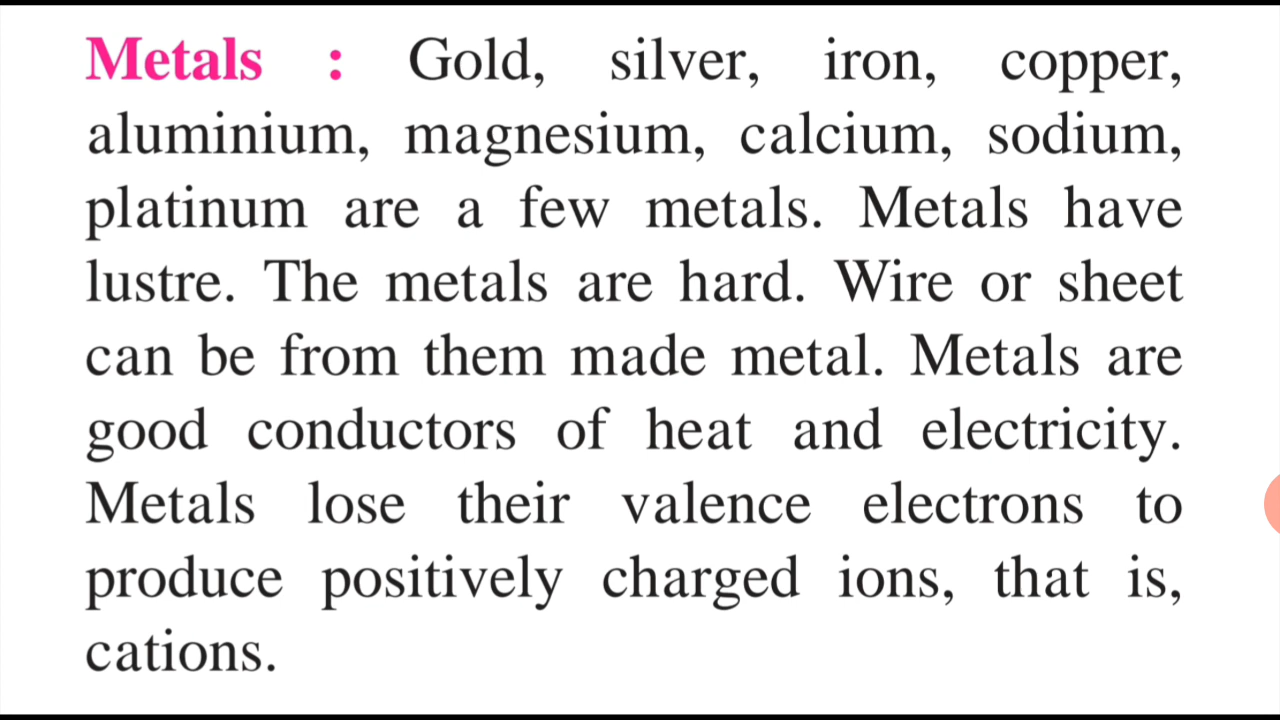 Metals : Gold, silver, iron, copper,
aluminium, magnesium, calcium, sodium,
platinum are a few metals. Metals have
lustre. The metals are hard. Wire or sheet
can be from them made metal. Metals are
good conductors of heat and electricity.
Metals lose their valence electrons to
produce positively charged ions, that is,
cations.